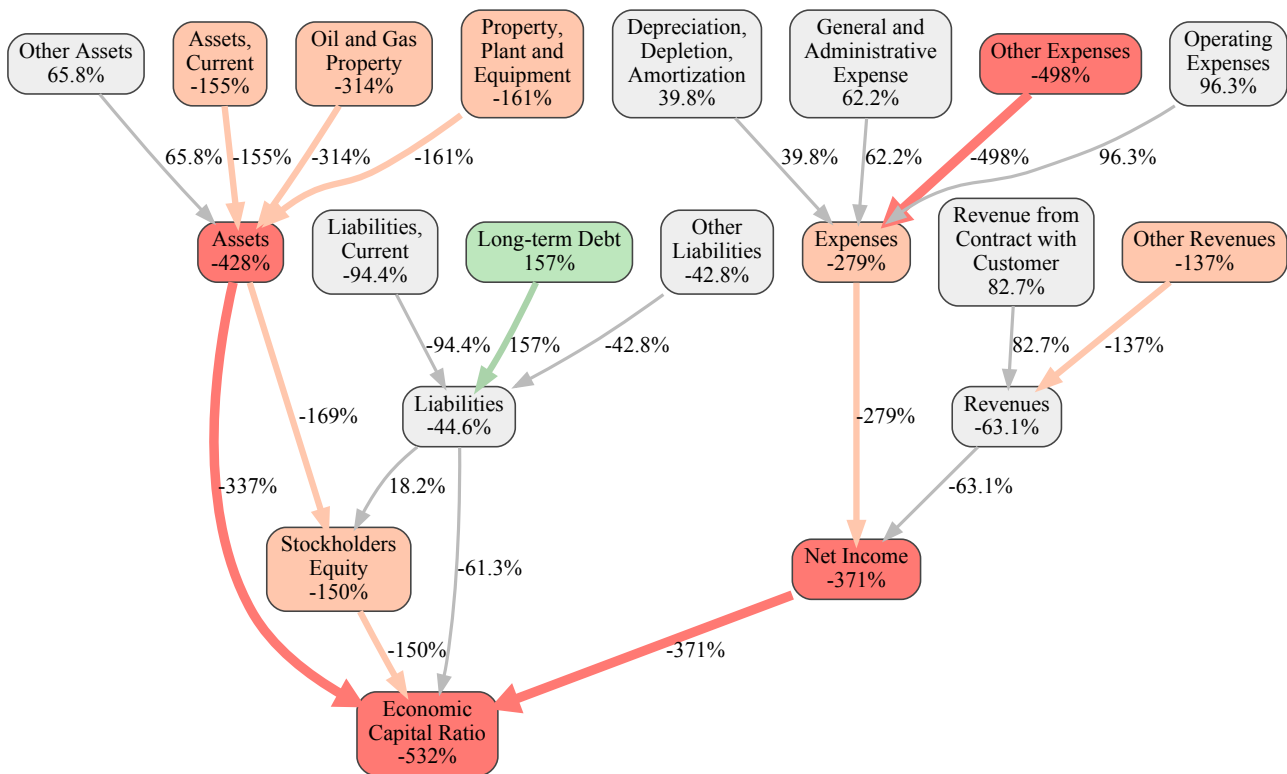 Other Assets
65.8%
Assets,
Current
-155%
Oil and Gas
Property
-314%
Property,
Plant and
Equipment
-161%
Depreciation,
Depletion,
Amortization
39.8%
General and
Administrative
Expense
62.2%
Other Expenses
-498%
Operating
Expenses
96.3%
65.8%
-155%
-314%
-161%
39.8%
62.2%
-498%
96.3%
Assets
-428%
Liabilities,
Current
-94.4%
Long-term Debt
157%
Other
Liabilities
-42.8%
Expenses
-279%
Revenue from
Contract with
Customer
82.7%
Other Revenues
-137%
-94.4%
157%
-42.8%
82.7%
-137%
-169%
Liabilities
-44.6%
-279%
Revenues
-63.1%
-337%
18.2%
-63.1%
Stockholders
Equity
-150%
-61.3%
Net Income
-371%
-150%
-371%
Economic
Capital Ratio
-532%